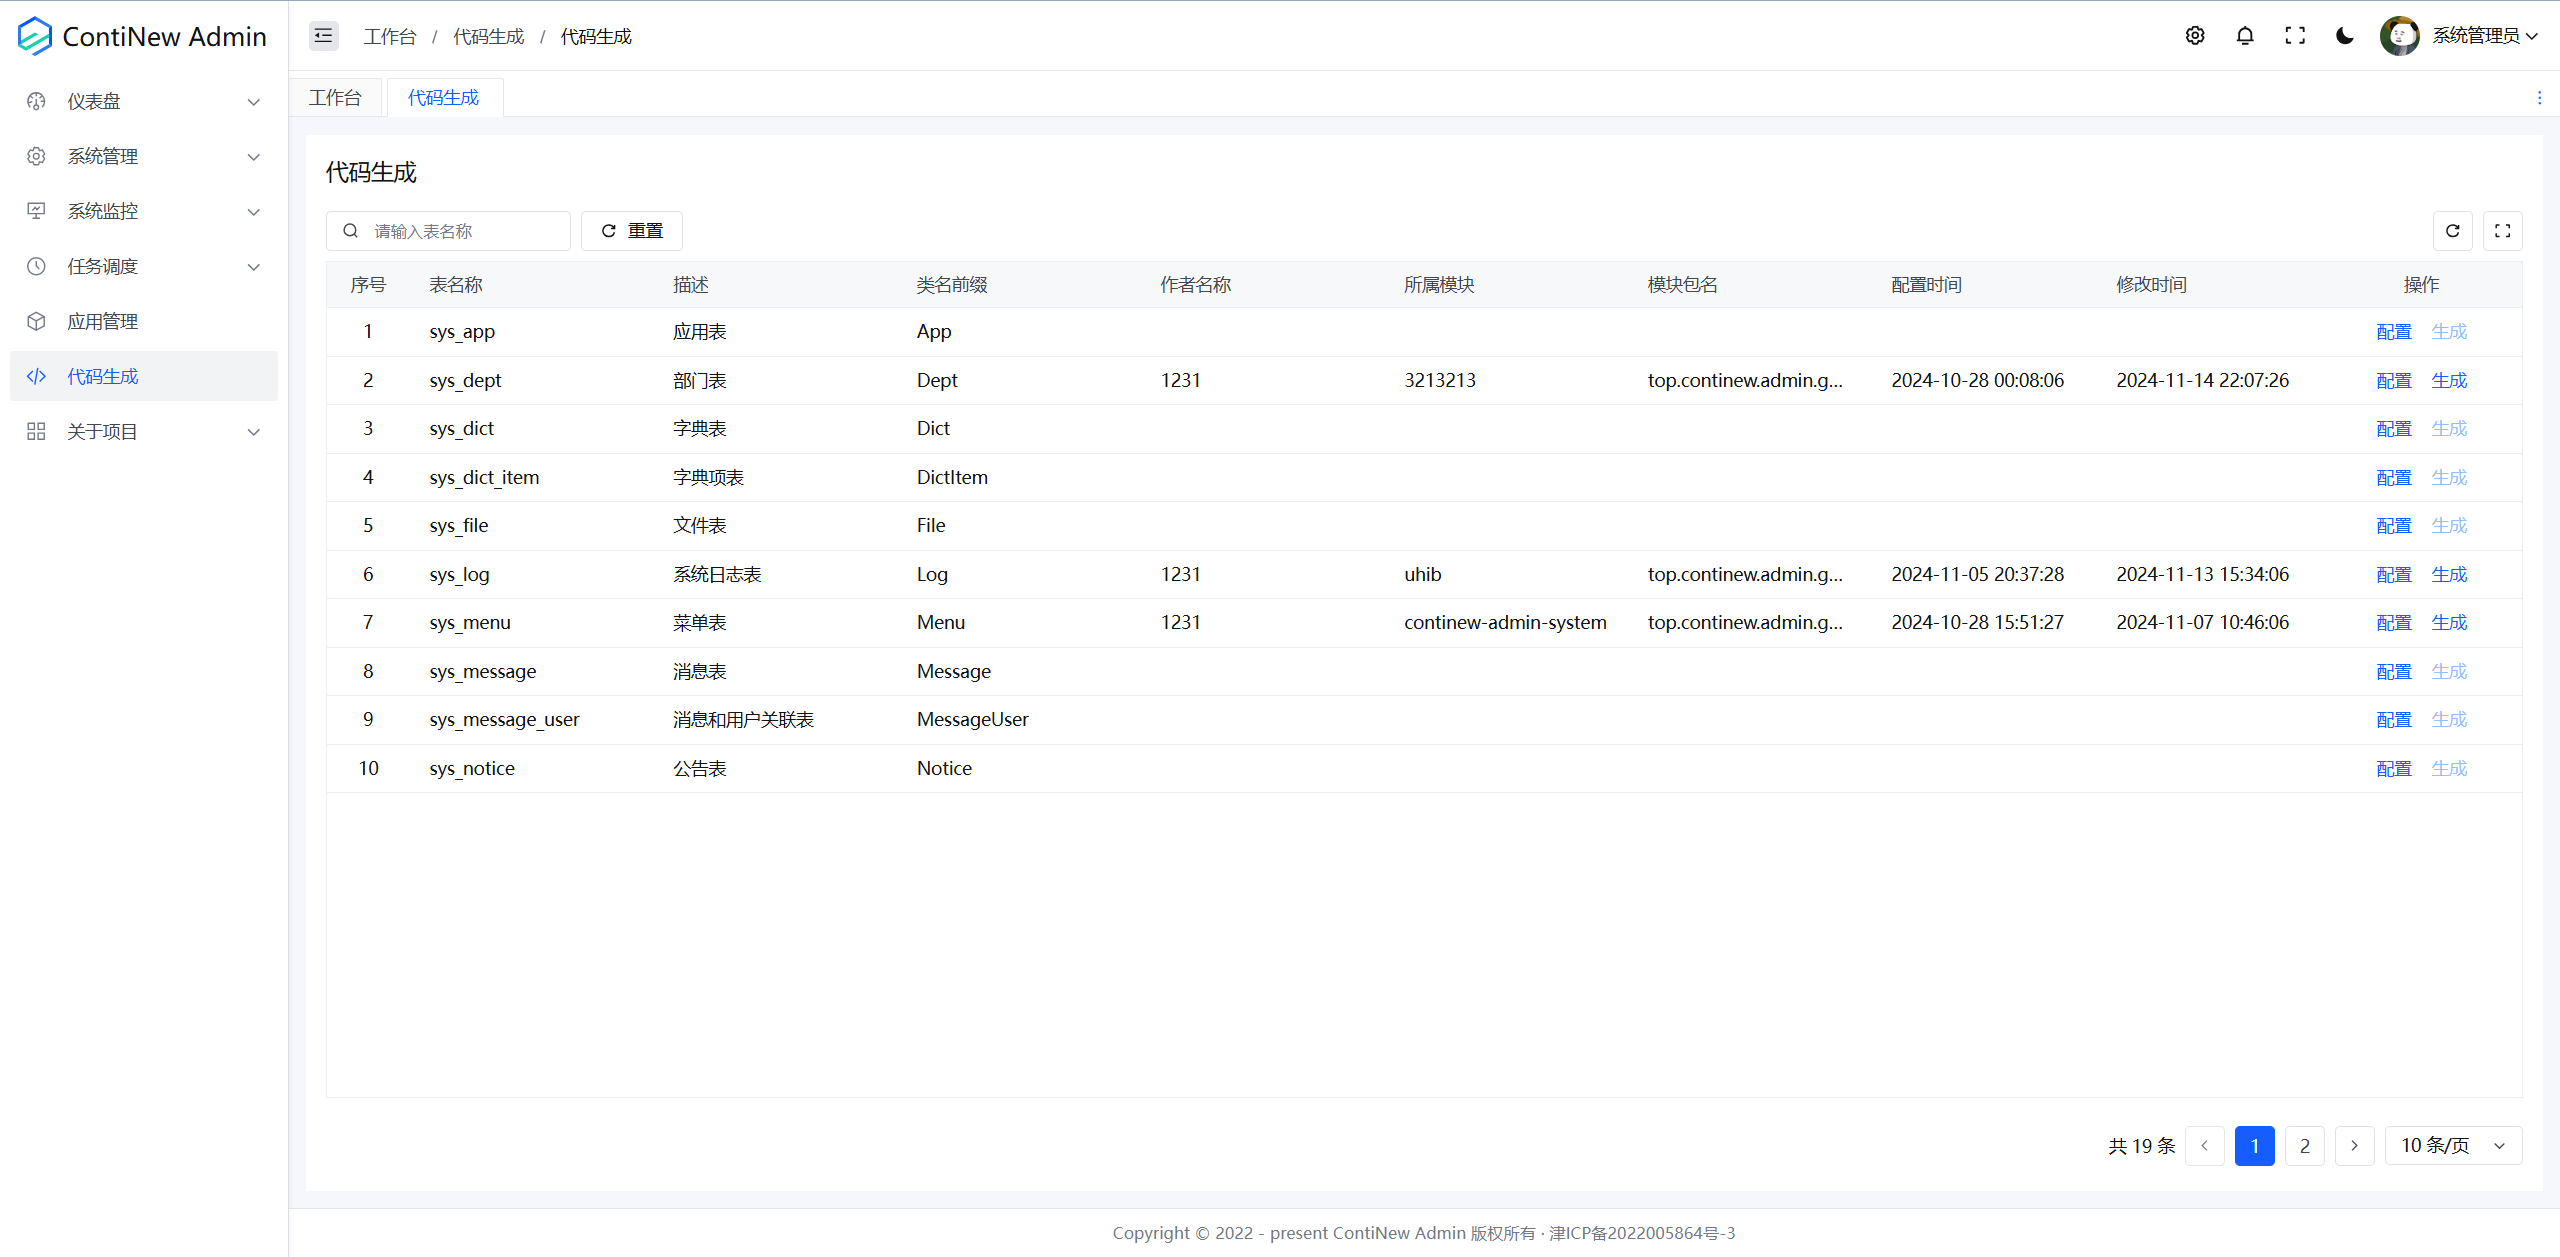 ContiNew Admin
工作台 / 代码生成 / 代码生成
系统管理员
仪表盘
系统管理
系统监控
任务调度
应用管理
代码生成
关于项目
工作台 代码生成
代码生成
请输入表名称 重置
序号 表名称 描述 类名前缀 作者名称 所属模块 模块包名 配置时间 修改时间 操作
1 sys_app 应用表 App 配置 生成
2 sys_dept 部门表 Dept 1231 3213213 top.continew.admin.g... 2024-10-28 00:08:06 2024-11-14 22:07:26 配置 生成
3 sys_dict 字典表 Dict 配置 生成
4 sys_dict_item 字典项表 DictItem 配置 生成
5 sys_file 文件表 File 配置 生成
6 sys_log 系统日志表 Log 1231 uhib top.continew.admin.g... 2024-11-05 20:37:28 2024-11-13 15:34:06 配置 生成
7 sys_menu 菜单表 Menu 1231 continew-admin-system top.continew.admin.g... 2024-10-28 15:51:27 2024-11-07 10:46:06 配置 生成
8 sys_message 消息表 Message 配置 生成
9 sys_message_user 消息和用户关联表 MessageUser 配置 生成
10 sys_notice 公告表 Notice 配置 生成
共 19 条 1 2 10 条/页
Copyright © 2022 - present ContiNew Admin 版权所有 · 津ICP备2022005864号-3